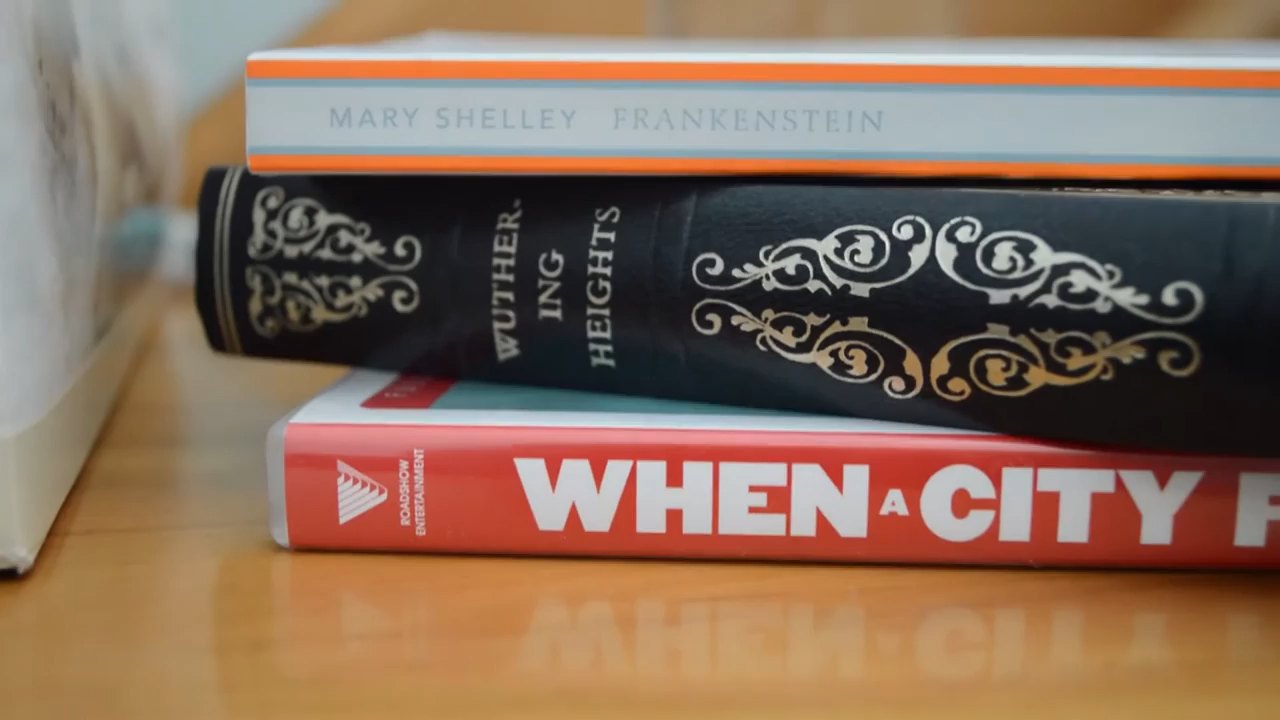 MARY SHELLEY FRANKENSTEIN
WUTHER-
ING
HEIGHTS
ROADSHOW
ENTERTAINMENT
WHEN A CITY F